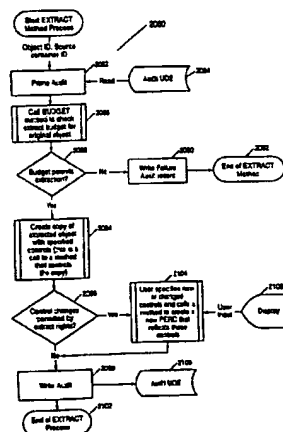 Start EXTRACT
Method Process
2080
Object ID, Source
container ID
2082
Prime Audit
Read
Audit UDE
2084
Call BUDGET
method to check
extract budget for
original object
2086
2088
Budget permits
extraction?
No
2090
Write Failure
Audit record
2092
End of EXTRACT
Method
Yes
2094
Create copy of
extracted object
with specified
controls (this is a
call to a method
that controls
the copy)
2096
Control changes
permitted by
extract rights?
Yes
2104
User specifies new
or changed
controls and calls a
method to create a
new PERC that
reflects those
controls
User
Input
Display
No
Write Audit
Audit UDE
End of EXTRACT
Process
2102